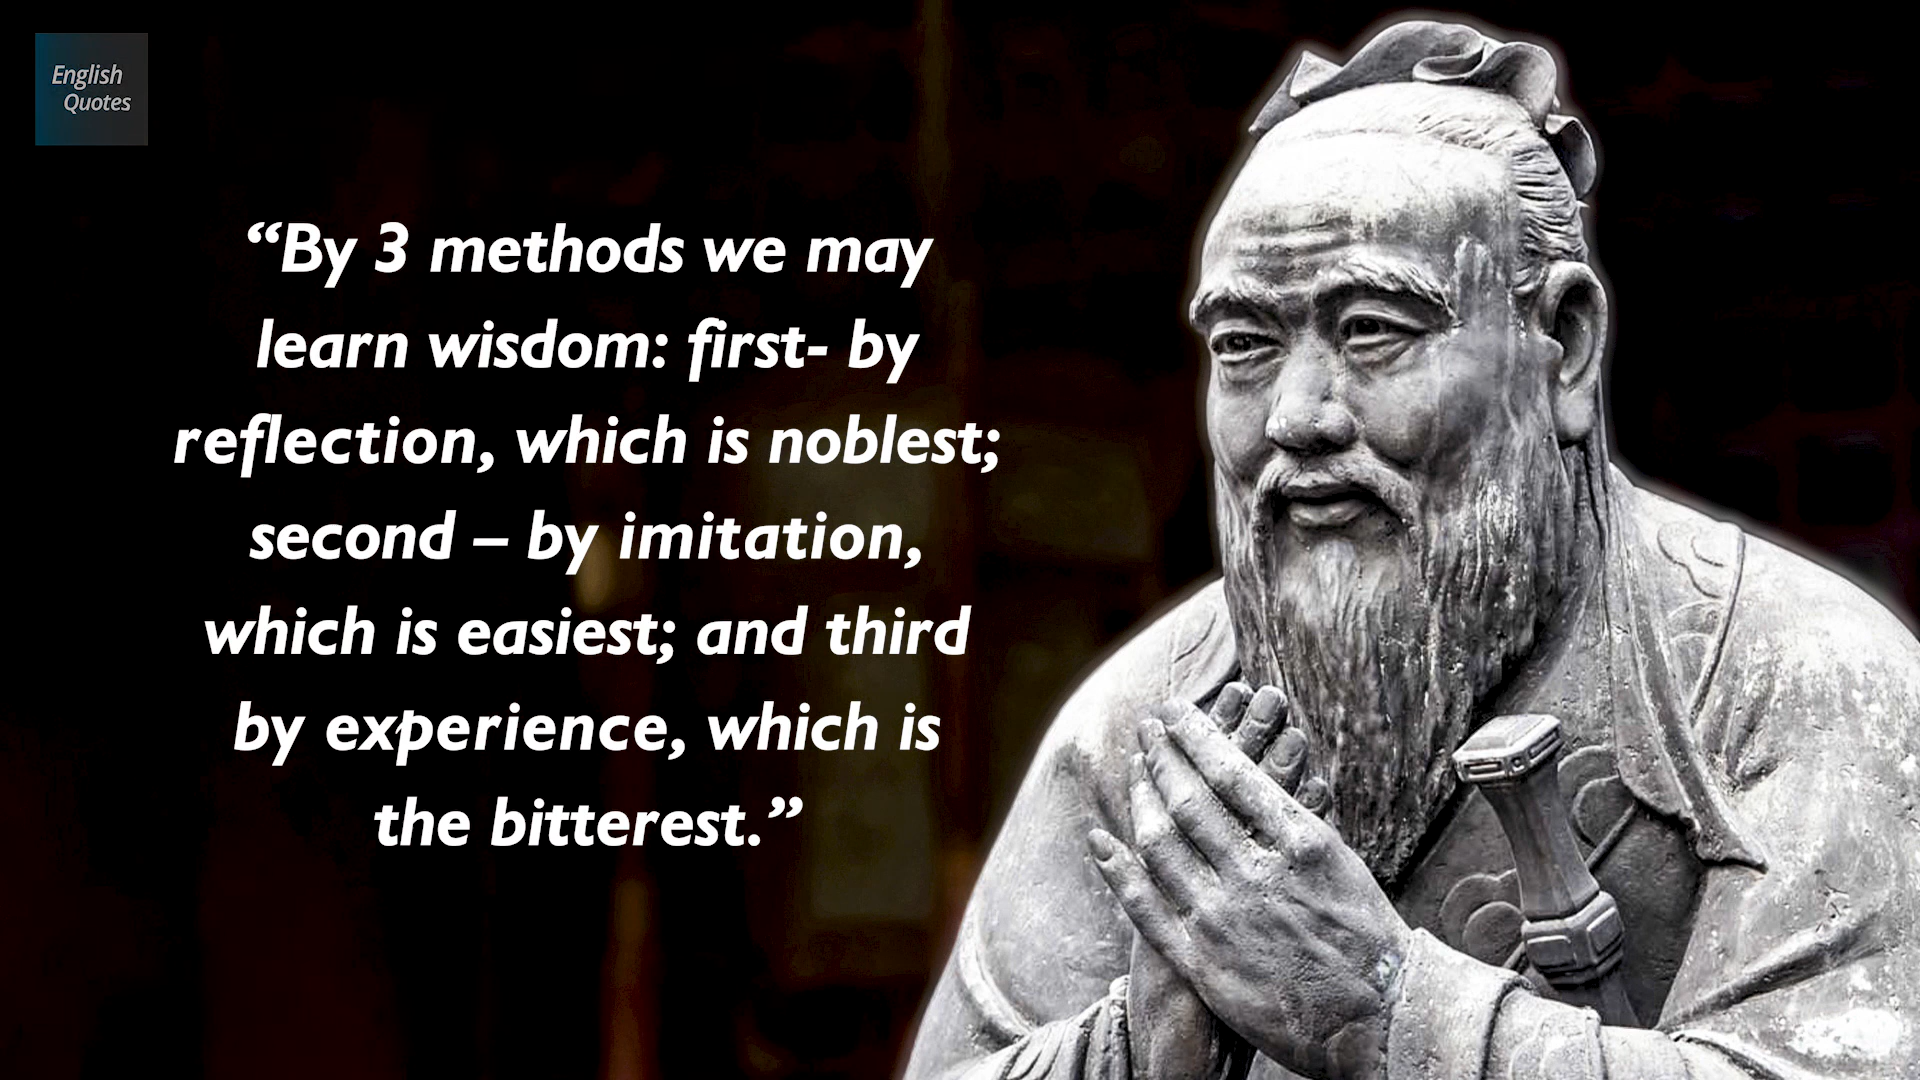 English
Quotes
“By 3 methods we may
learn wisdom: first- by
reflection, which is noblest;
second – by imitation,
which is easiest; and third
by experience, which is
the bitterest.”